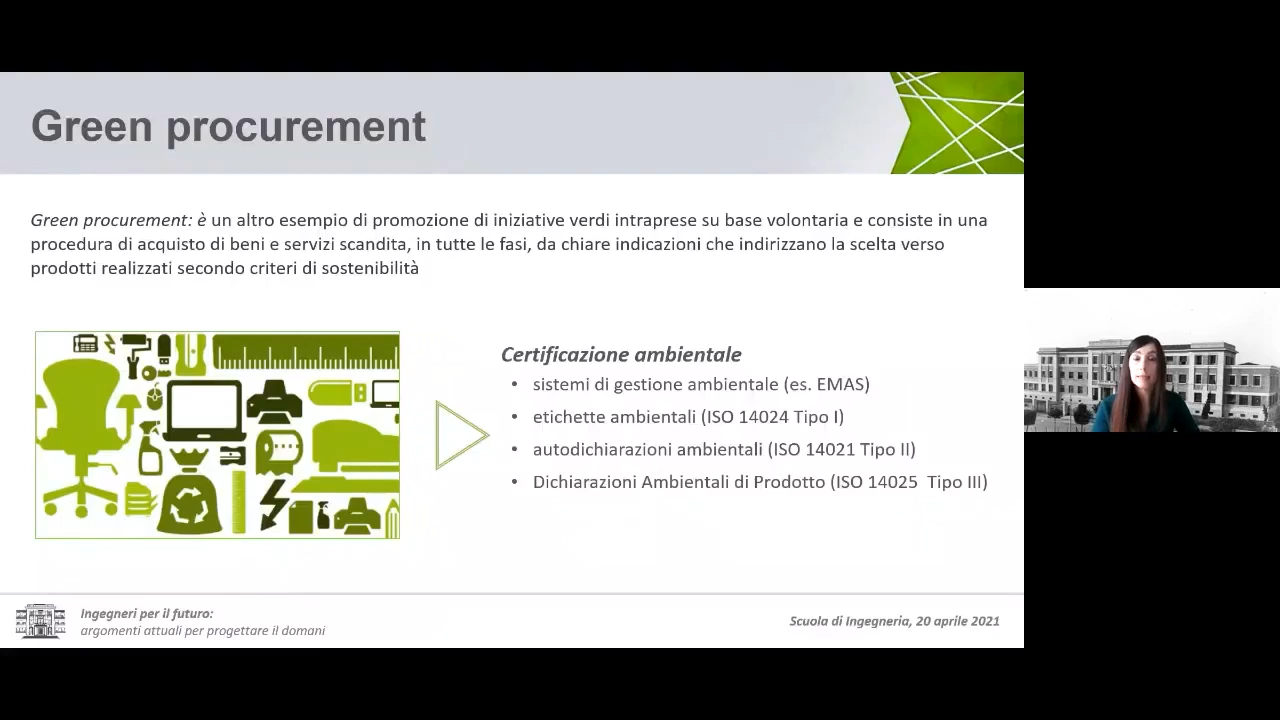 Green procurement
Green procurement: è un altro esempio di promozione di iniziative verdi intraprese su base volontaria e consiste in una
procedura di acquisto di beni e servizi scandita, in tutte le fasi, da chiare indicazioni che indirizzano la scelta verso
prodotti realizzati secondo criteri di sostenibilità
Certificazione ambientale
• sistemi di gestione ambientale (es. EMAS)
• etichette ambientali (ISO 14024 Tipo I)
• autodichiarazioni ambientali (ISO 14021 Tipo II)
• Dichiarazioni Ambientali di Prodotto (ISO 14025 Tipo III)
Ingegneri per il futuro:
argomenti attuali per progettare il domani
Scuola di Ingegneria, 20 aprile 2021